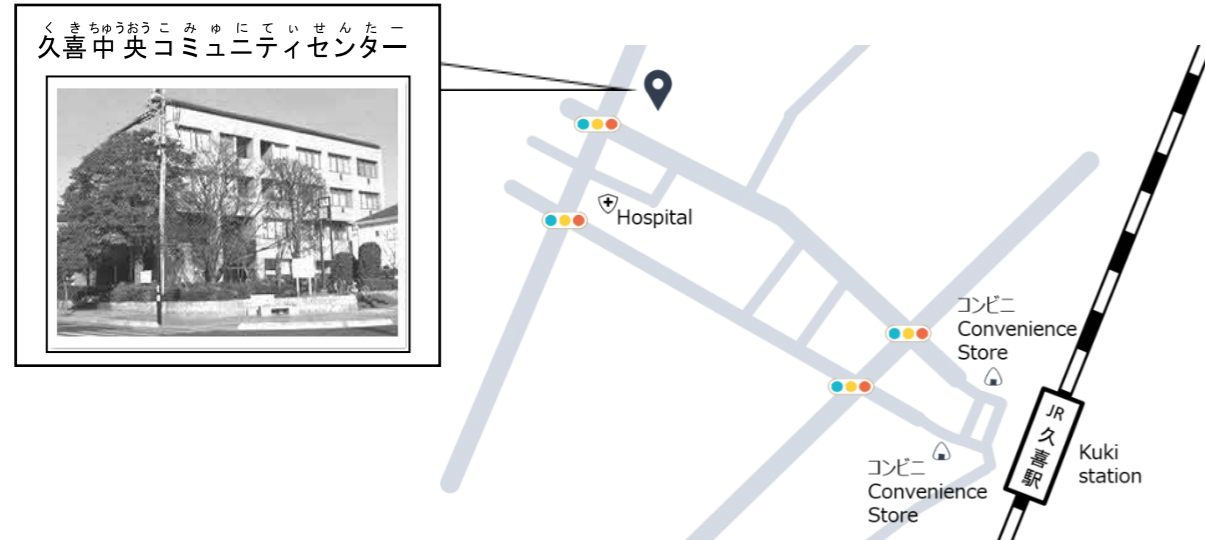 くきちゅうおうこみゅにてぃせんたー
久喜中央コミュニティセンター
Hospital
コンビニ
Convenience
Store
JR久喜駅
Kuki
station
コンビニ
Convenience
Store